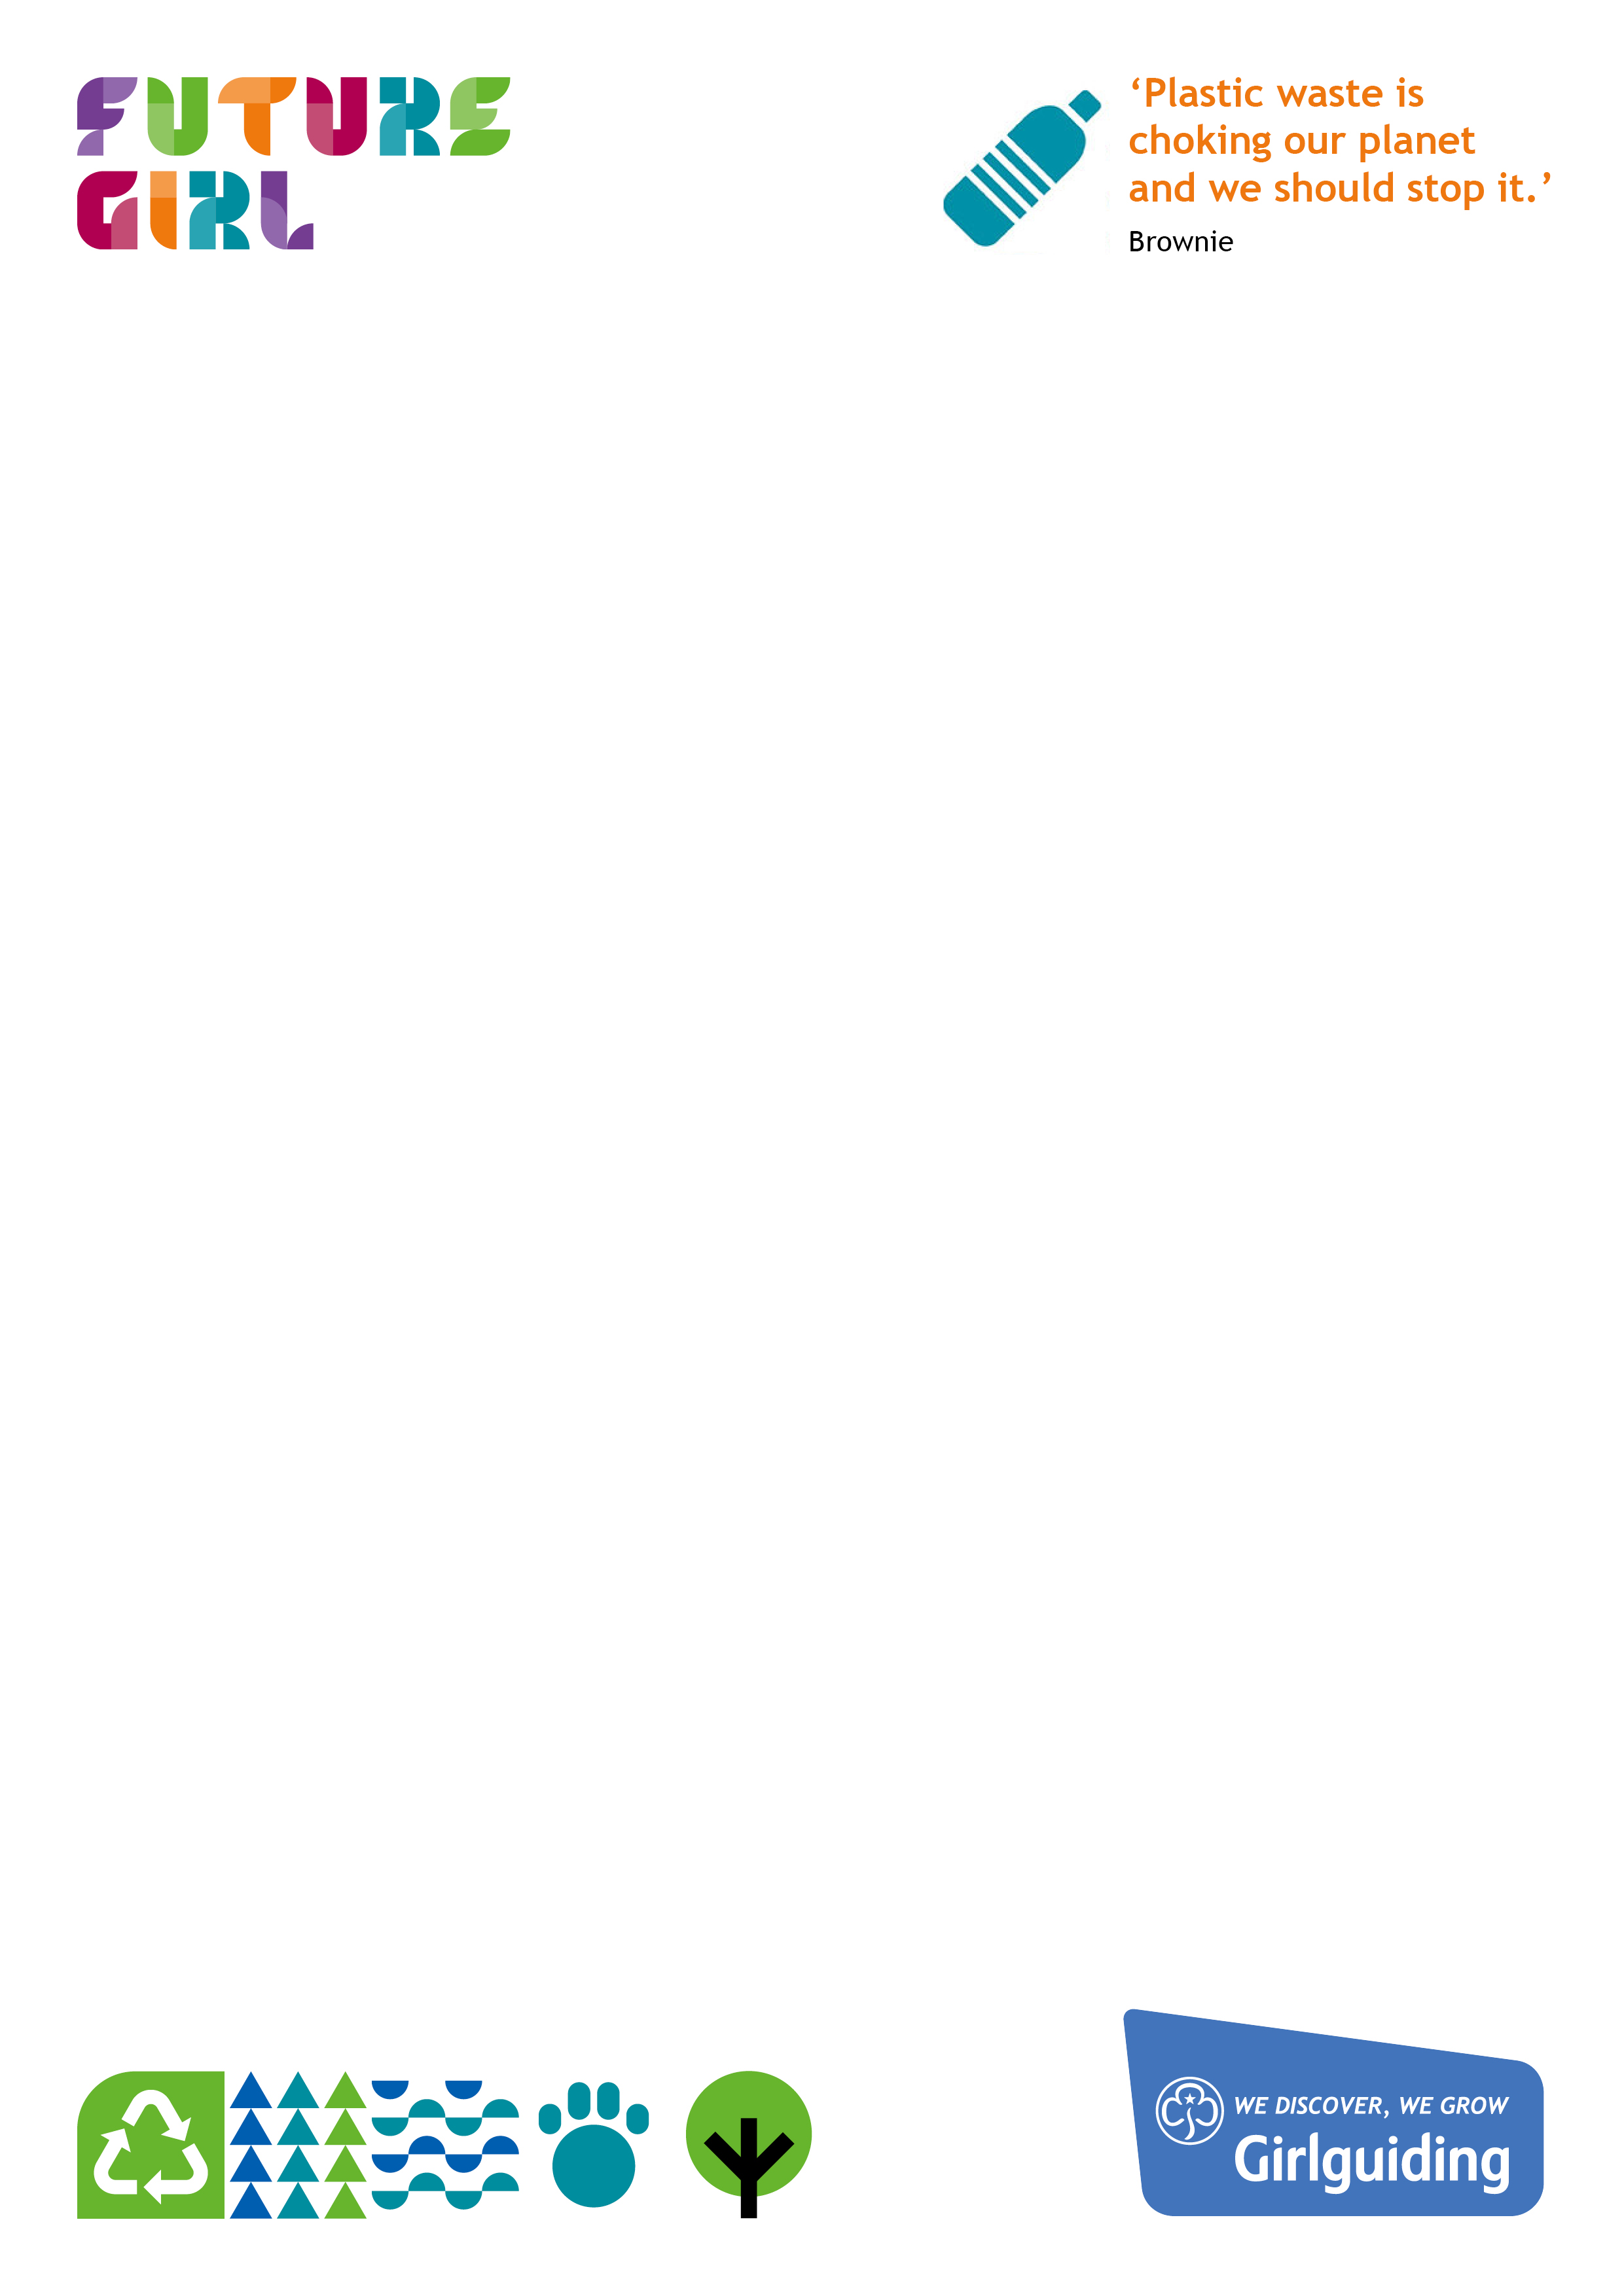 FUTURE
GIRL
‘Plastic waste is
choking our planet
and we should stop it.’
Brownie
WE DISCOVER, WE GROW
Girlguiding